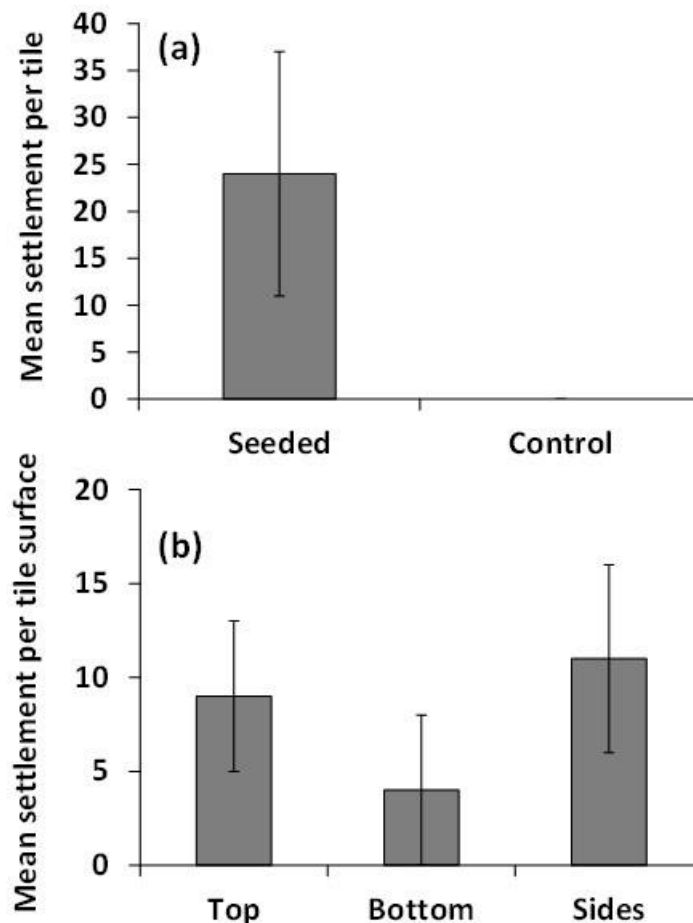 Mean settlement per tile
(a)
40
35
30
25
20
15
10
5
0
Seeded Control
Mean settlement per tile surface
(b)
20
15
10
5
0
Top Bottom Sides